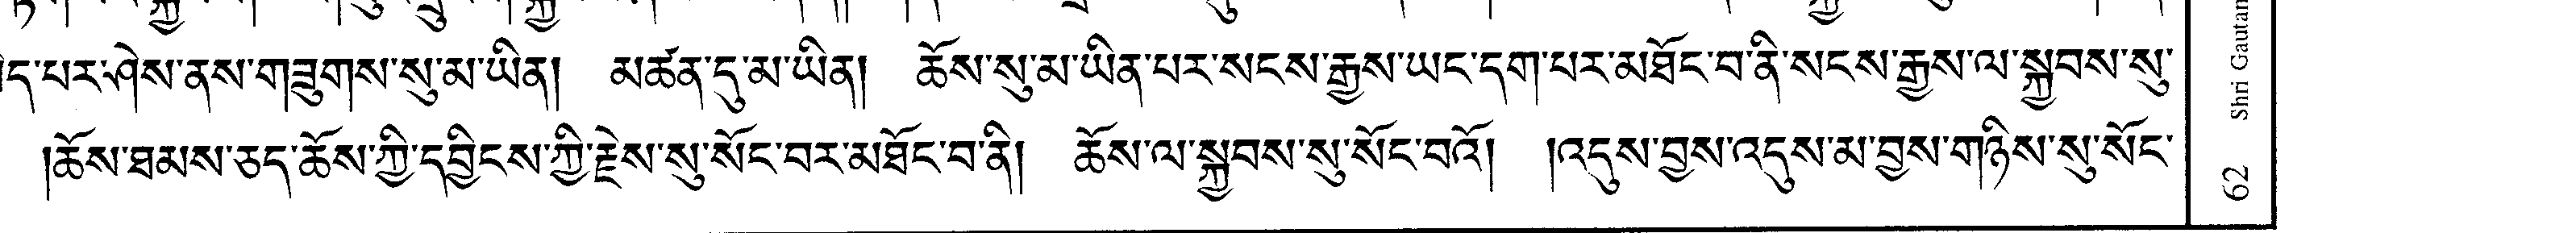 པར་ཤེས་ནས་གཟུགས་སུ་མ་ཡིན། མཚན་དུ་མ་ཡིན། ཆོས་སུ་མ་ཡིན་པར་སངས་རྒྱས་ཡང་དག་པར་མཐོང་བ་ནི་སངས་རྒྱས་ལ་སྐྱབས་སུ་
།ཆོས་ཐམས་ཅད་ཆོས་ཀྱི་དབྱིངས་ཀྱི་རྗེས་སུ་སོང་བར་མཐོང་བ་ནི། ཆོས་ལ་སྐྱབས་སུ་སོང་བའོ། །འདུས་བྱས་འདུས་མ་བྱས་གཉིས་སུ་སོང་
62 Shri